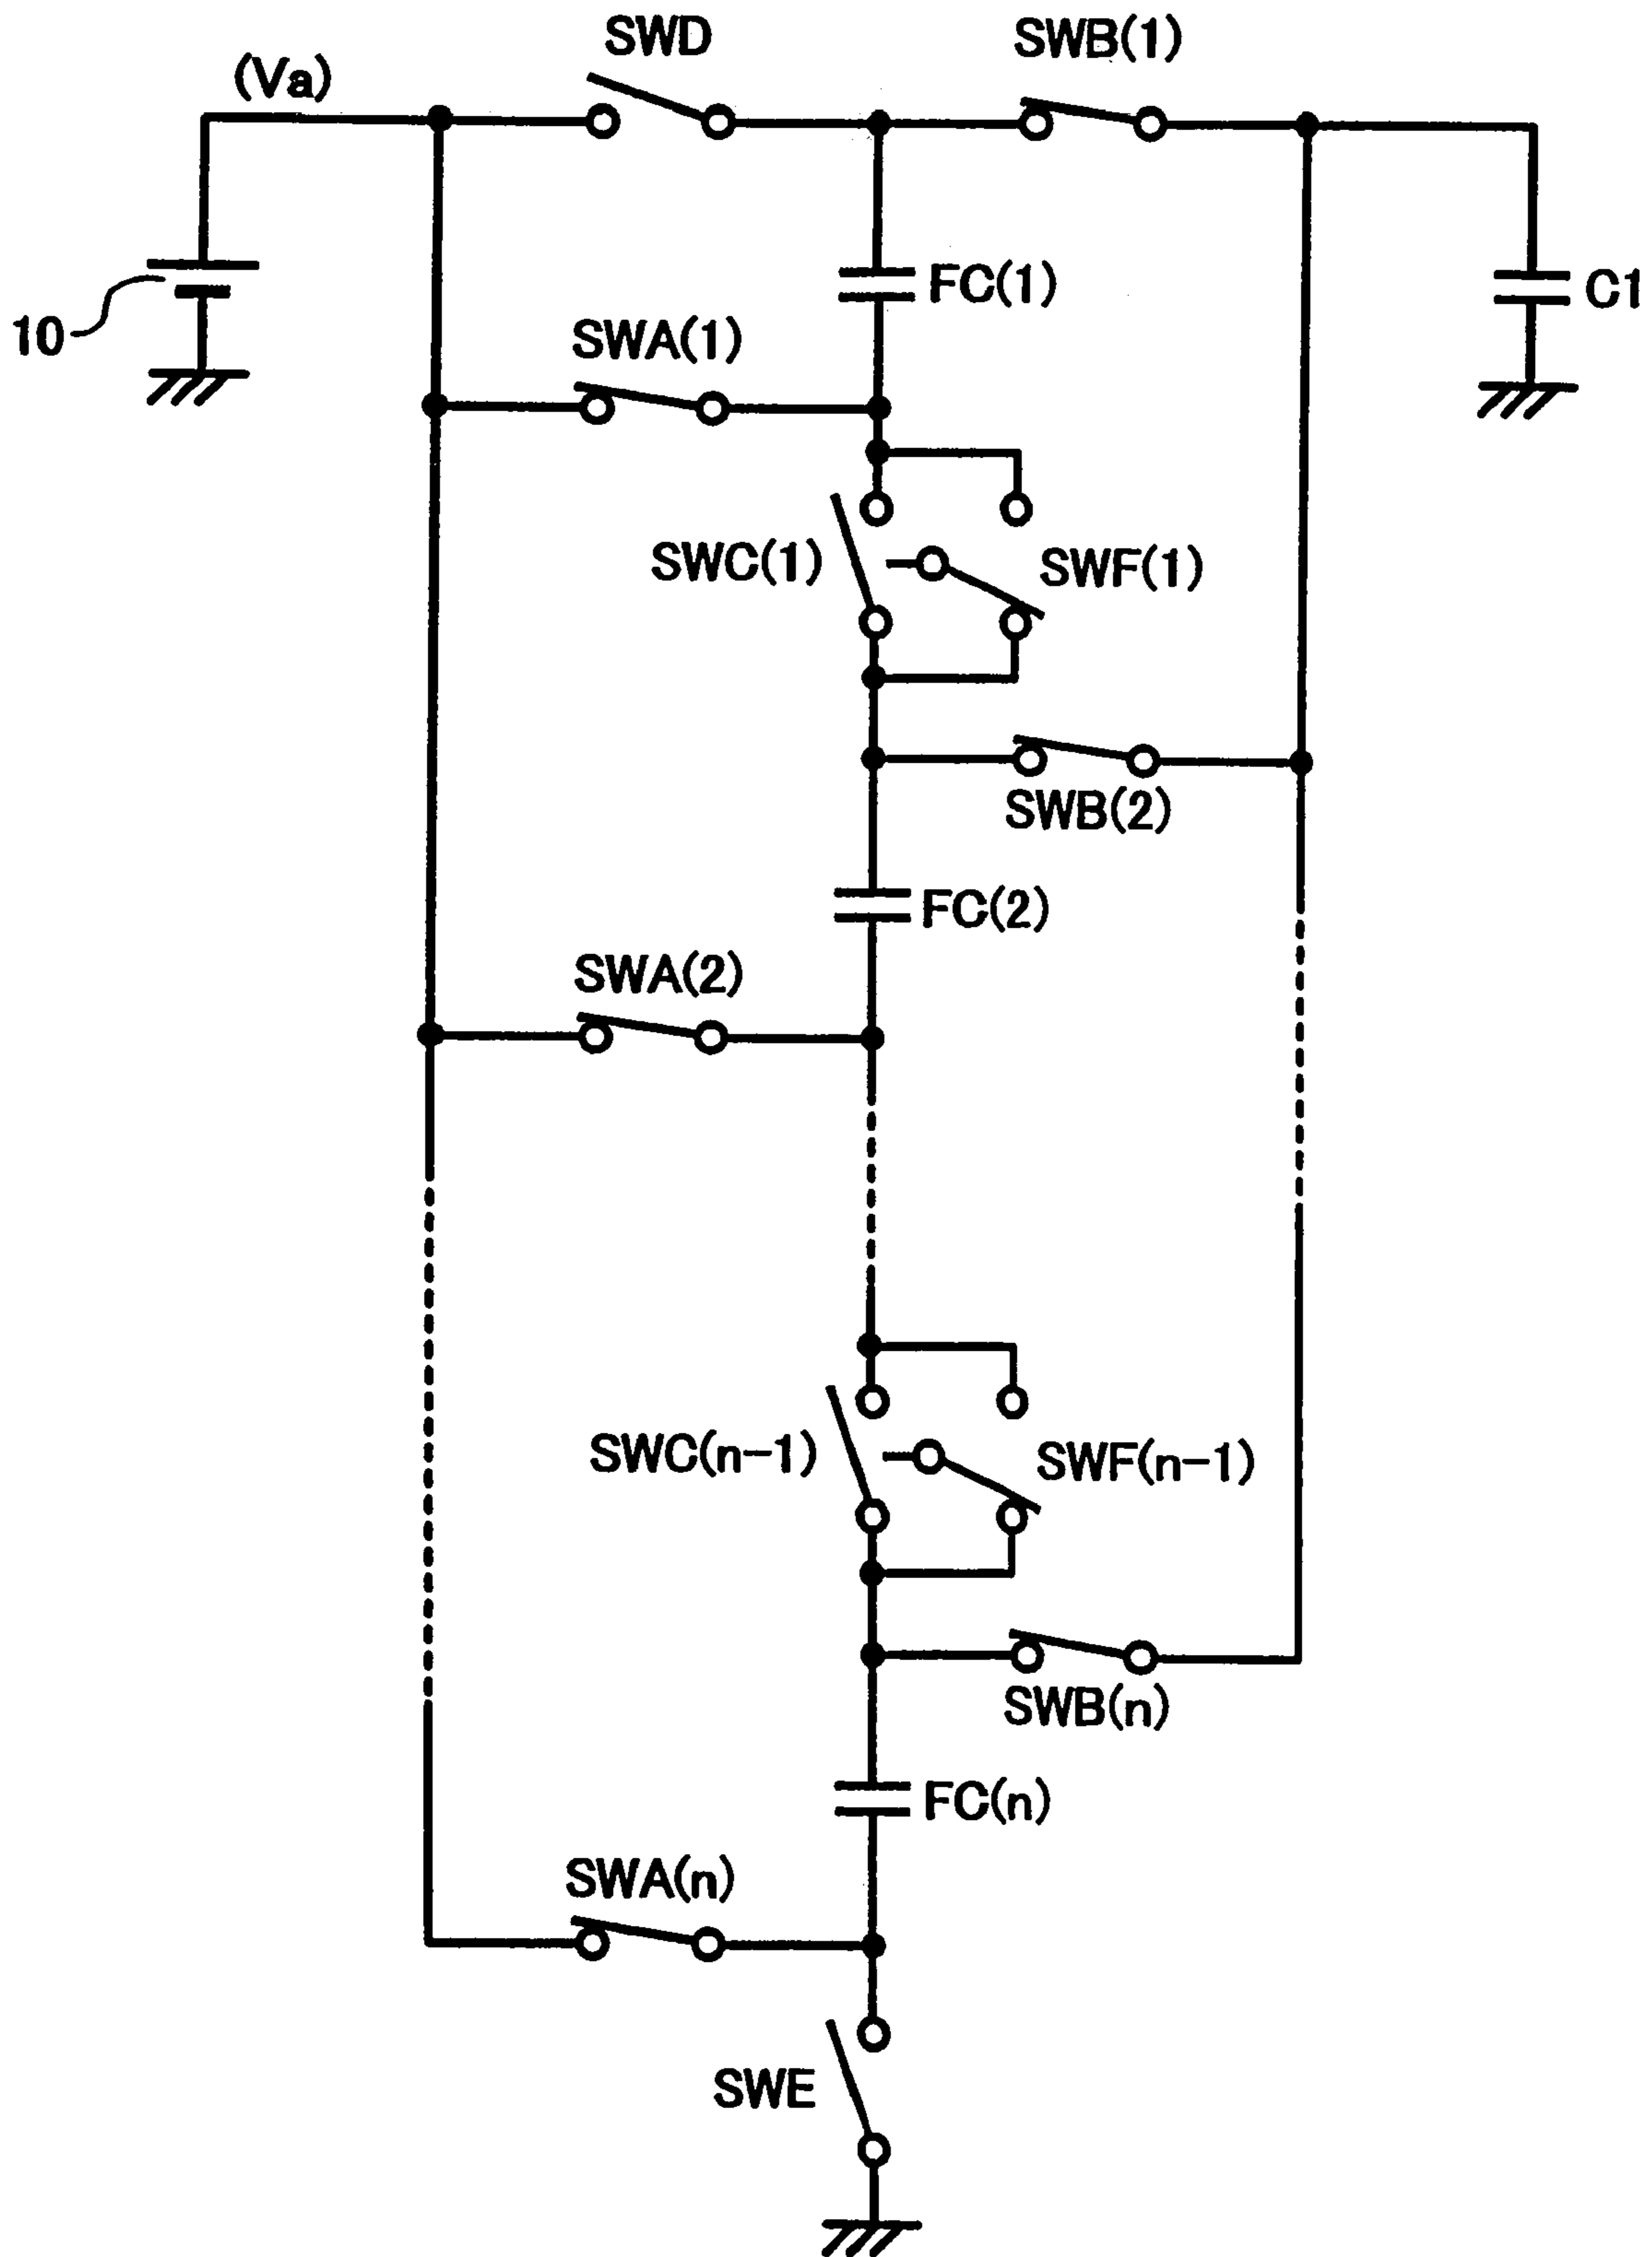 SWD
SWB(1)
(Va)
FC(1)
C1
10
SWA(1)
SWC(1)
SWF(1)
SWB(2)
FC(2)
SWA(2)
SWC(n-1)
SWF(n-1)
SWB(n)
FC(n)
SWA(n)
SWE